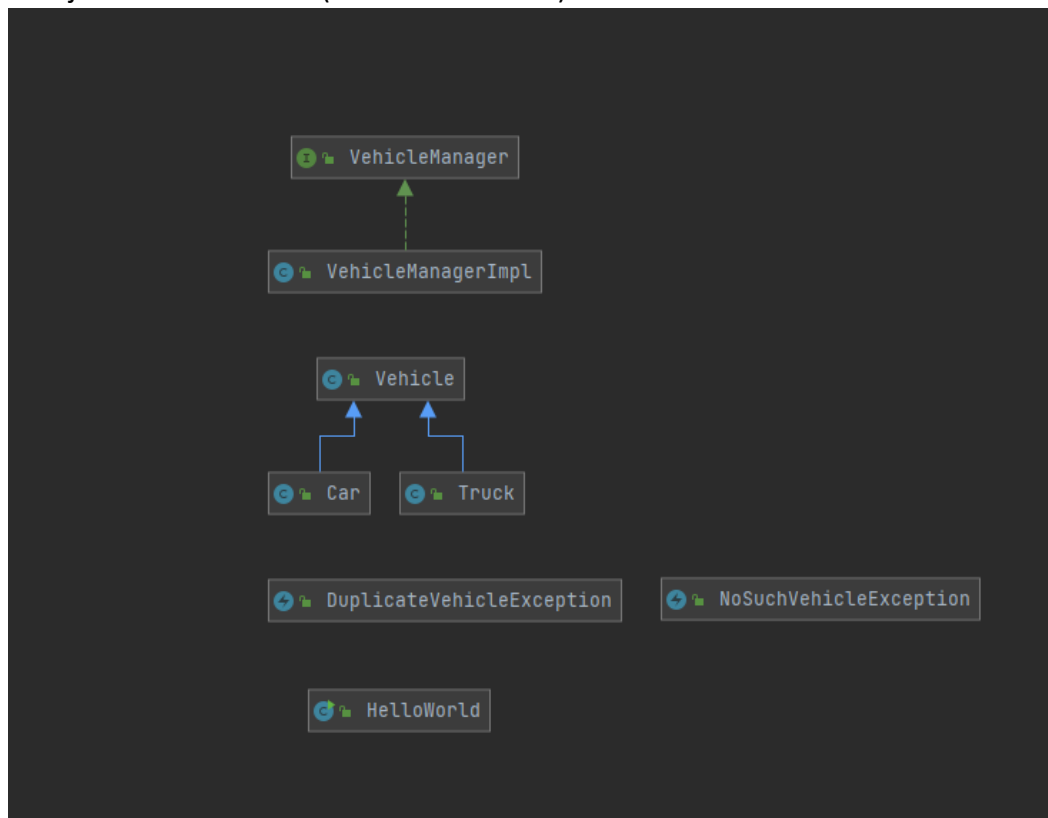 VehicleManager
VehicleManagerImpl
Vehicle
Car
Truck
DuplicateVehicleException
NoSuchVehicleException
HelloWorld